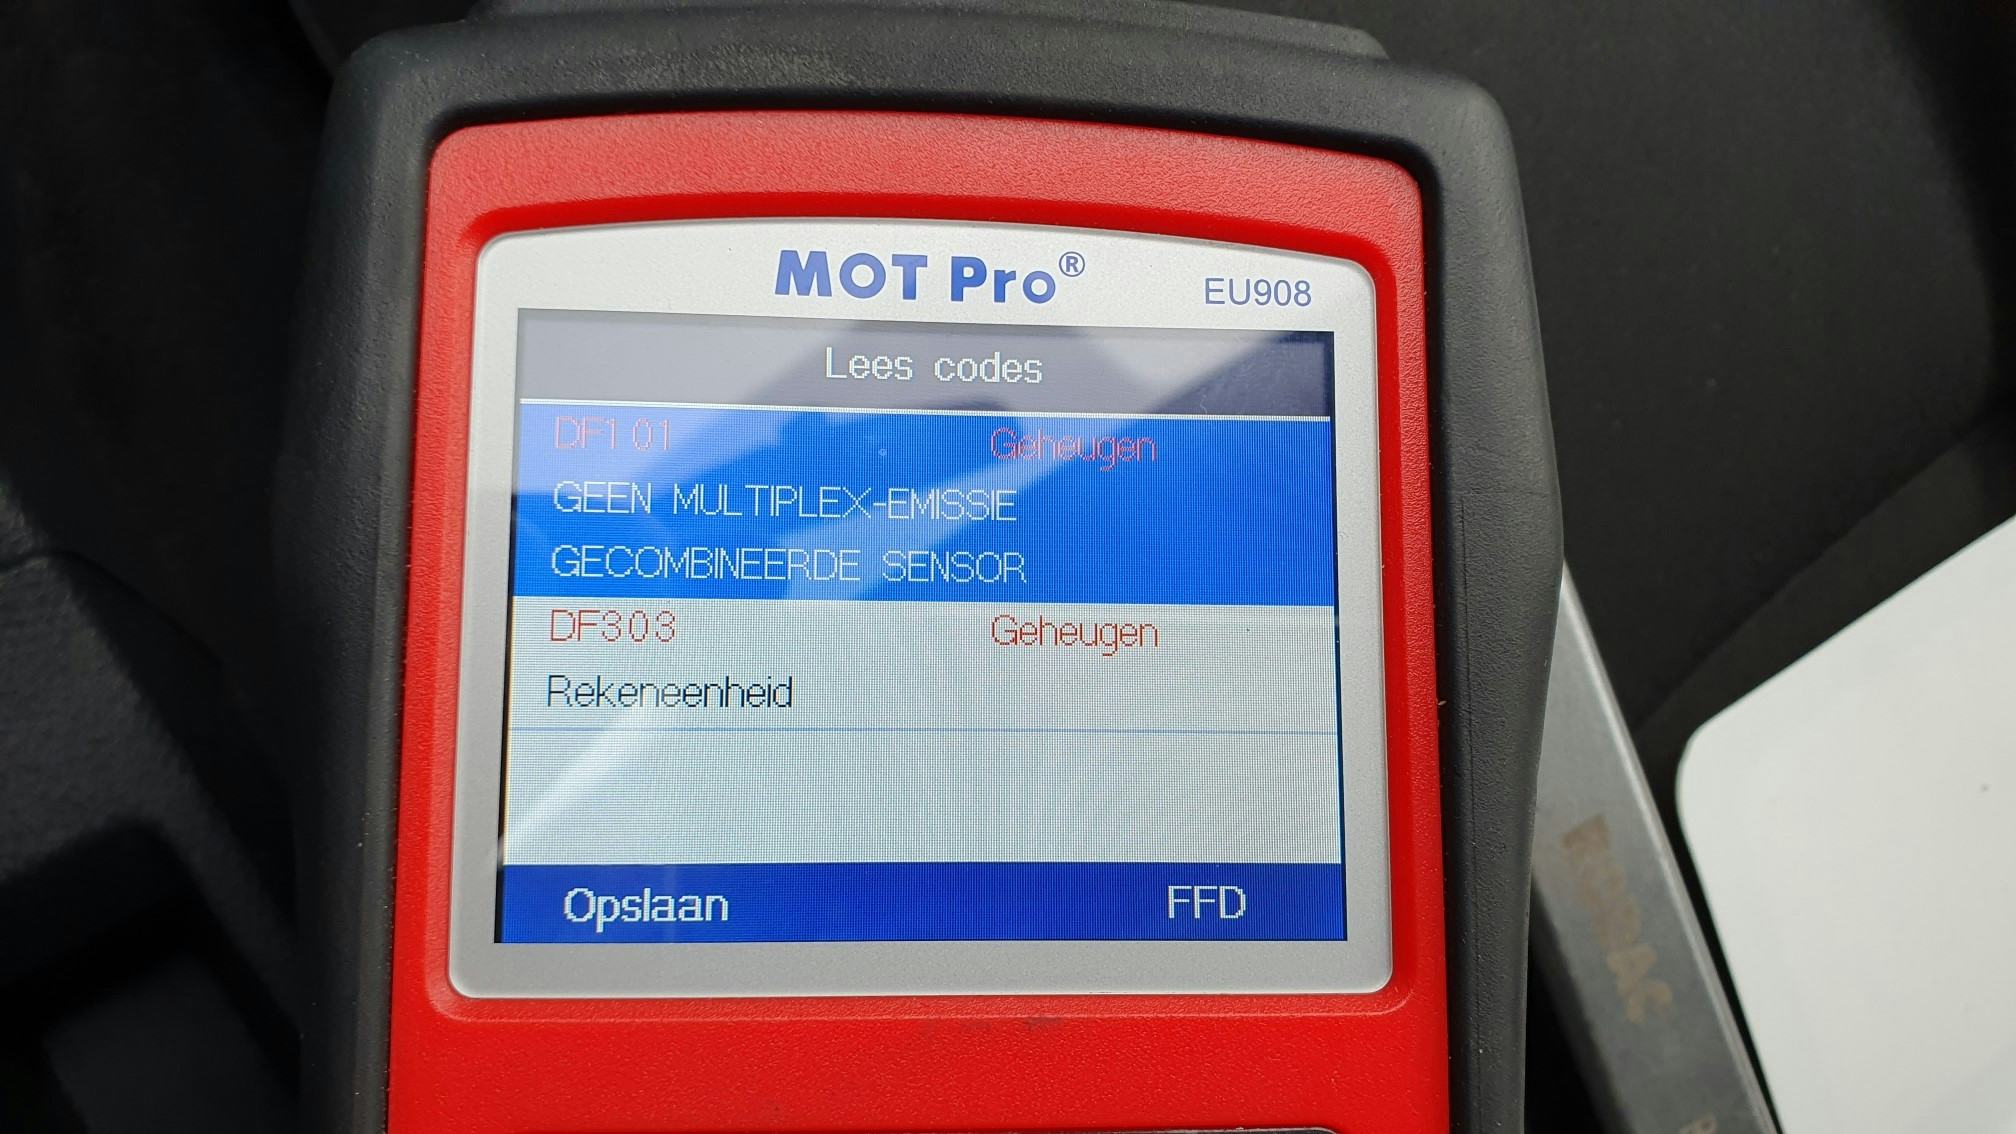 MOT Pro®
EU908
Lees codes
DF101 Geheugen
GEEN MULTIPLEX-EMISSIE
GECOMBINEERDE SENSOR
DF303 Geheugen
Rekeneenheid
Opslaan FFD